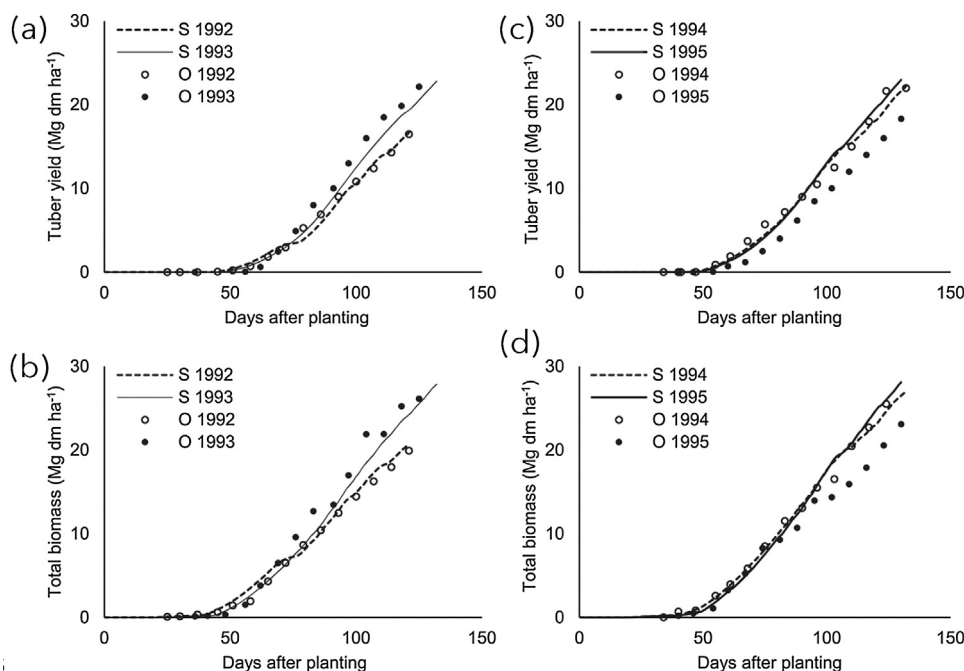 (a)
S 1992
S 1993
O 1992
O 1993
Tuber yield (Mg dm ha⁻¹)
30
20
10
0
0 50 100 150
Days after planting
(c)
S 1994
S 1995
O 1994
O 1995
Tuber yield (Mg dm ha⁻¹)
30
20
10
0
0 50 100 150
Days after planting
(b)
S 1992
S 1993
O 1992
O 1993
Total biomass (Mg dm ha⁻¹)
30
20
10
0
0 50 100 150
Days after planting
(d)
S 1994
S 1995
O 1994
O 1995
Total biomass (Mg dm ha⁻¹)
30
20
10
0
0 50 100 150
Days after planting